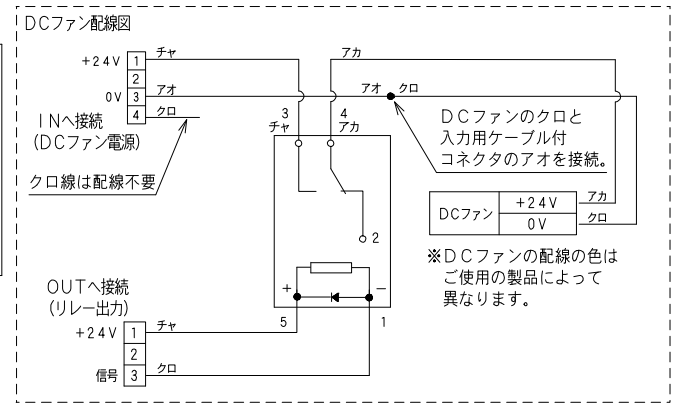 DCファン配線図
+24V 1 チャ
2
0V 3 アオ
4 クロ
INへ接続
(DCファン電源)
クロ線は配線不要
アカ
アオ クロ
3 4
チャ アカ
DCファンのクロと
入力用ケーブル付
コネクタのアオを接続。
DCファン
+24V アカ
0V クロ
※DCファンの配線の色は
ご使用の製品によって
異なります。
2
+ −
5 1
OUTへ接続
(リレー出力)
+24V 1 チャ
2
信号 3 クロ